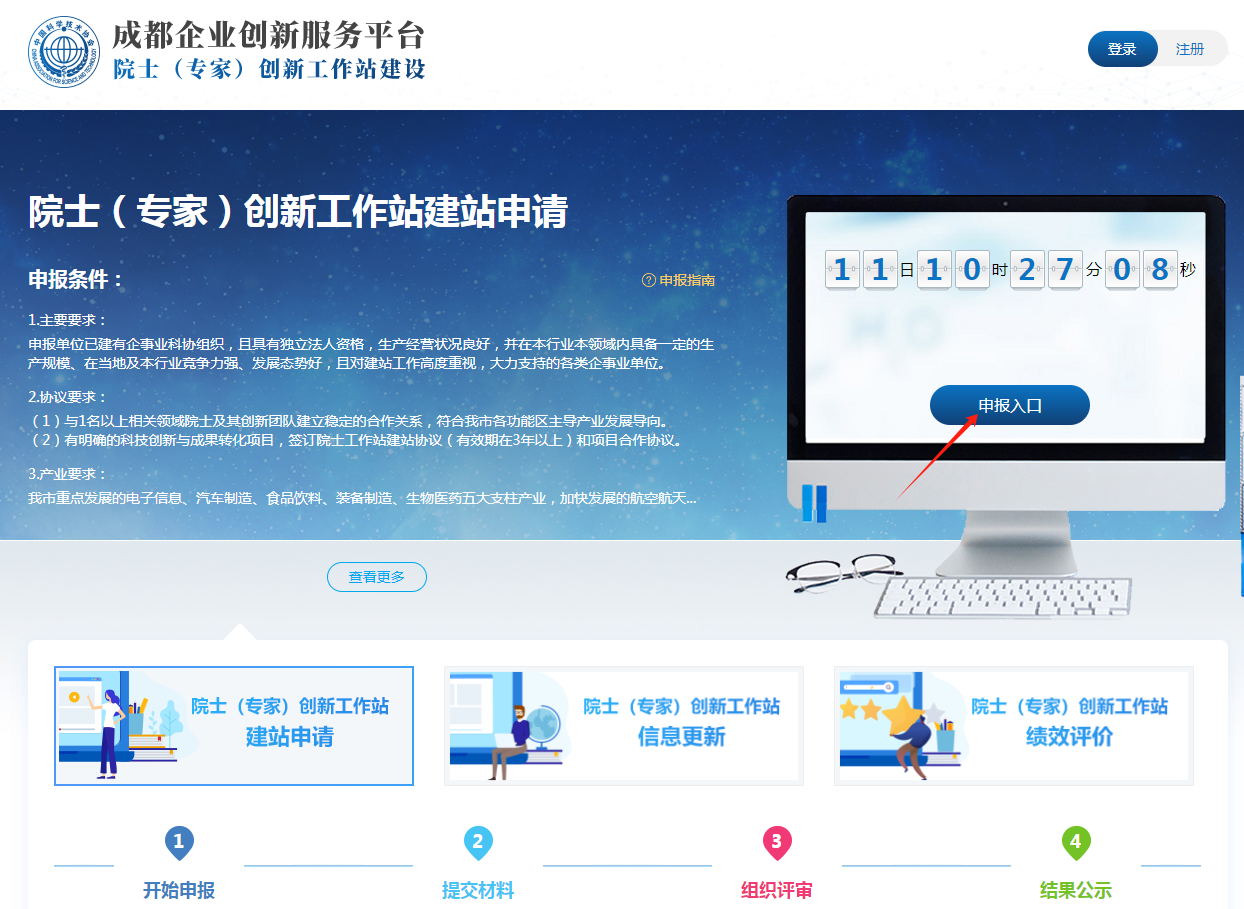 中国科学技术协会
CHINA ASSOCIATION FOR SCIENCE AND TECHNOLOGY
成都企业创新服务平台
院士（专家）创新工作站建设
登录
注册
院士（专家）创新工作站建站申请
申报条件：
?申报指南
1.主要要求：
申报单位已建有企事业科协组织，且具有独立法人资格，生产经营状况良好，并在本行业本领域内具备一定的生
产规模、在当地及本行业竞争力强、发展态势好，且对建站工作高度重视，大力支持的各类企事业单位。
2.协议要求：
（1）与1名以上相关领域院士及其创新团队建立稳定的合作关系，符合我市各功能区主导产业发展导向。
（2）有明确的科技创新与成果转化项目，签订院士工作站建站协议（有效期在3年以上）和项目合作协议。
3.产业要求：
我市重点发展的电子信息、汽车制造、食品饮料、装备制造、生物医药五大支柱产业，加快发展的航空航天...
11日10时27分08秒
申报入口
查看更多
院士（专家）创新工作站
建站申请
院士（专家）创新工作站
信息更新
院士（专家）创新工作站
绩效评价
1
开始申报
2
提交材料
3
组织评审
4
结果公示